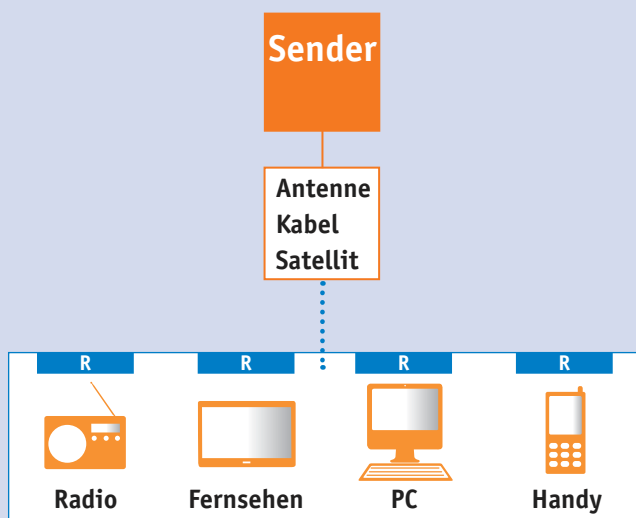 Sender
Antenne
Kabel
Satellit
R R R R
Radio Fernsehen PC Handy